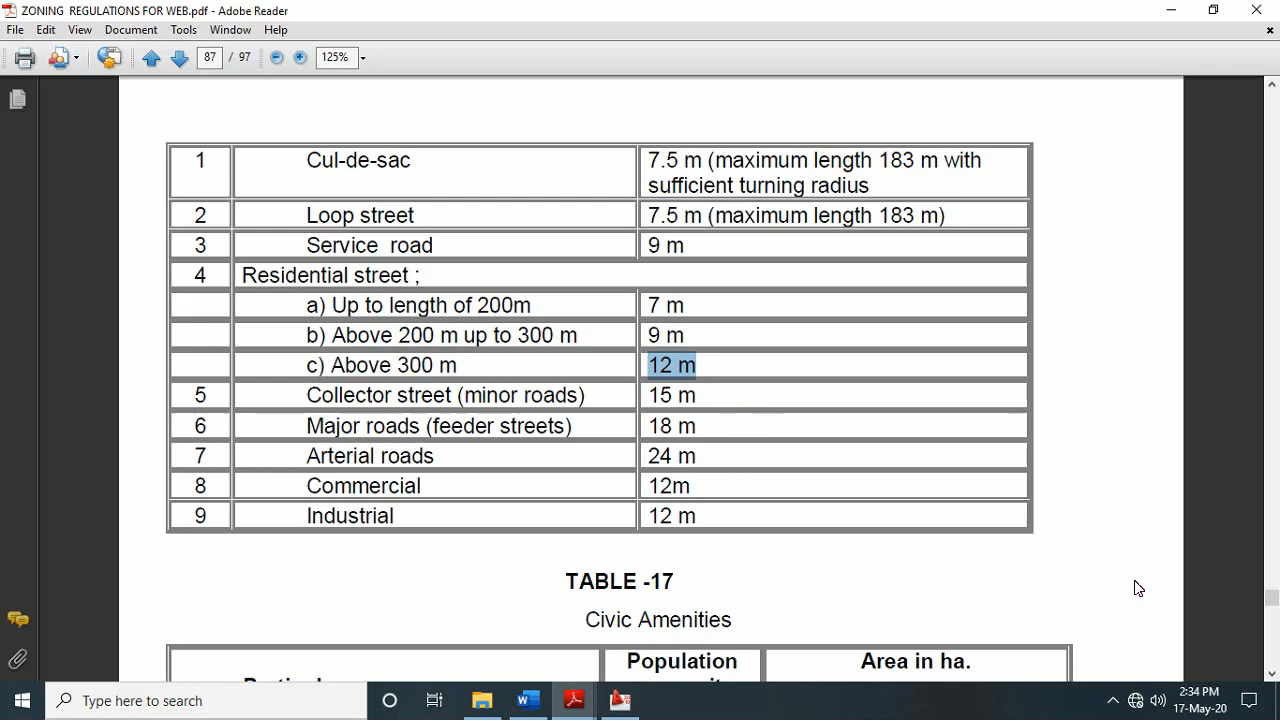 ZONING REGULATIONS FOR WEB.pdf - Adobe Reader
File Edit View Document Tools Window Help
87 / 97 125%
1 Cul-de-sac 7.5 m (maximum length 183 m with
sufficient turning radius
2 Loop street 7.5 m (maximum length 183 m)
3 Service road 9 m
4 Residential street ;
a) Up to length of 200m 7 m
b) Above 200 m up to 300 m 9 m
c) Above 300 m 12 m
5 Collector street (minor roads) 15 m
6 Major roads (feeder streets) 18 m
7 Arterial roads 24 m
8 Commercial 12m
9 Industrial 12 m
TABLE -17
Civic Amenities
Population Area in ha.
Type here to search
2:34 PM
17-May-20